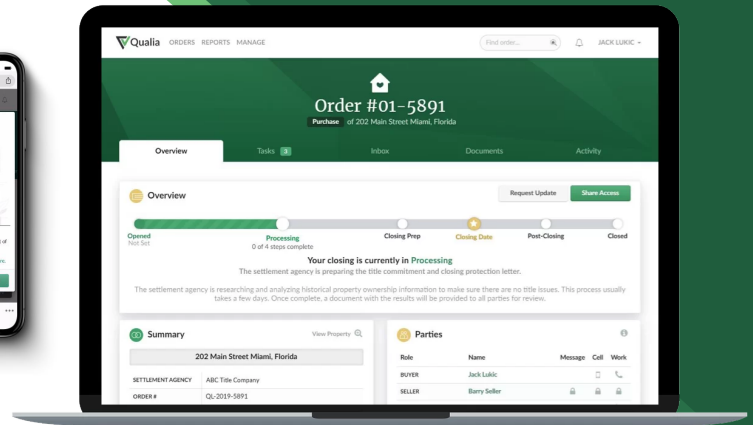 Qualia ORDERS REPORTS MANAGE Find order... JACK LUKIC
Order #01-5891
Purchase of 202 Main Street Miami, Florida
Overview Tasks 3 Inbox Documents Activity
Overview Request Update Share Access
Opened Processing Closing Prep Closing Date Post-Closing Closed
Not Set 0 of 4 steps complete
Your closing is currently in Processing
The settlement agency is preparing the title commitment and closing protection letter.
The settlement agency is researching and analyzing historical property ownership information to make sure there are no title issues. This process usually
takes a few days. Once complete, a document with the results will be provided to all parties for review.
of
re.
Summary View Property Parties
202 Main Street Miami, Florida Role Name Message Cell Work
BUYER Jack Lukic
SETTLEMENT AGENCY ABC Title Company
SELLER Barry Seller
ORDER # QL-2019-5891